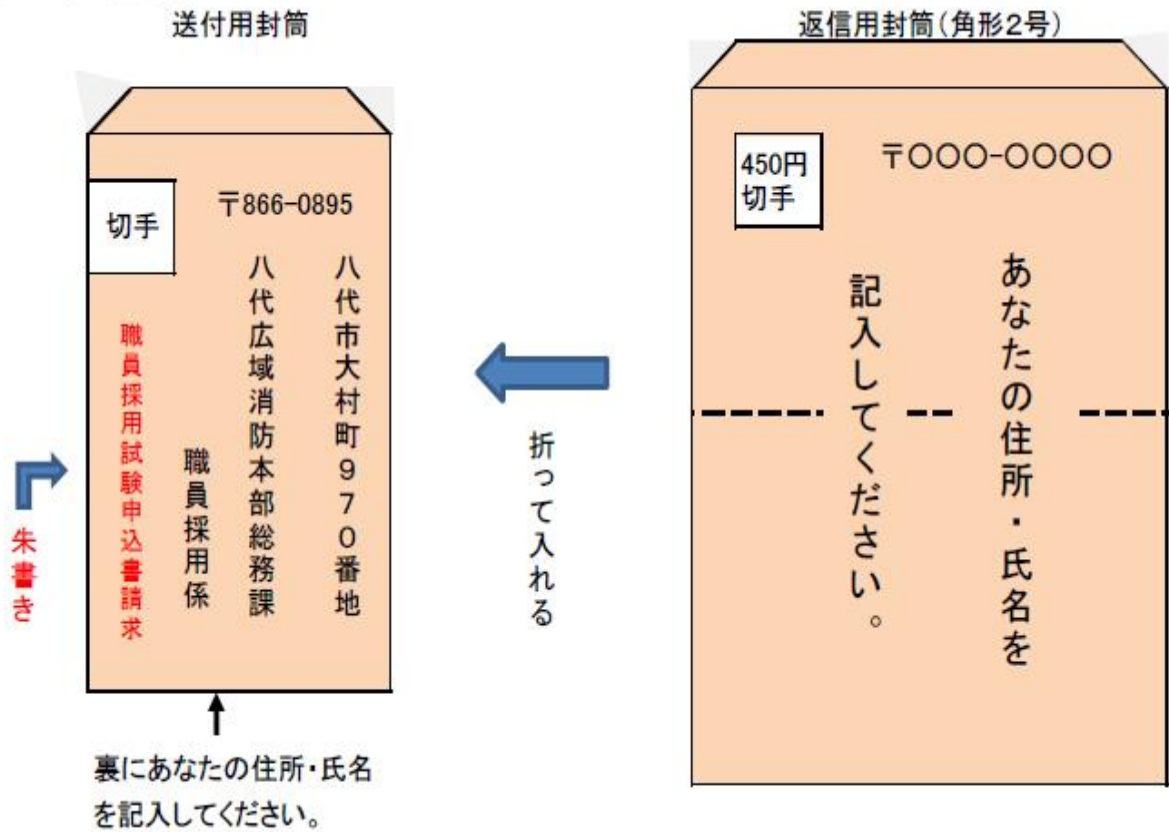 送付用封筒
切手
〒866-0895
八代市大村町970番地
八代広域消防本部総務課
職員採用係
職員採用試験申込書請求
朱書き
裏にあなたの住所・氏名
を記入してください。
折って入れる
返信用封筒(角形2号)
450円
切手
〒○○○-○○○○
あなたの住所・氏名を
記入してください。